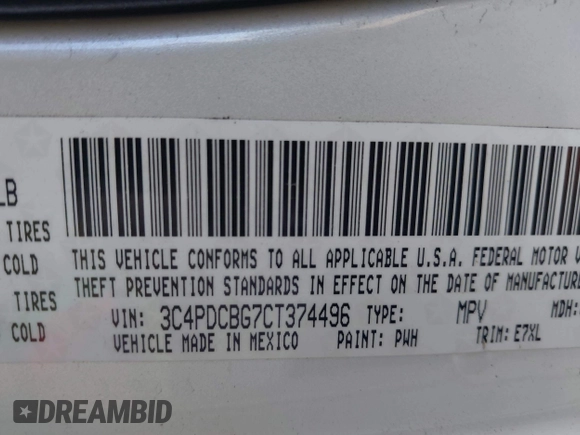 LB
TIRES
COLD
TIRES
COLD
THIS VEHICLE CONFORMS TO ALL APPLICABLE U.S.A. FEDERAL MOTOR V
THEFT PREVENTION STANDARDS IN EFFECT ON THE DATE OF MANUFACTURE
VIN: 3C4PDCBG7CT374496 TYPE: MPV MDH:
VEHICLE MADE IN MEXICO PAINT: PWH TRIM: E7XL
DREAMBID